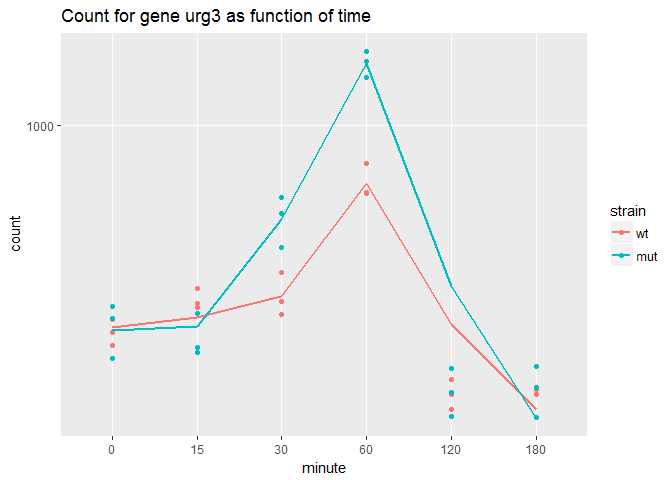 Count for gene urg3 as function of time
1000
count
0 15 30 60 120 180
minute
strain
wt
mut